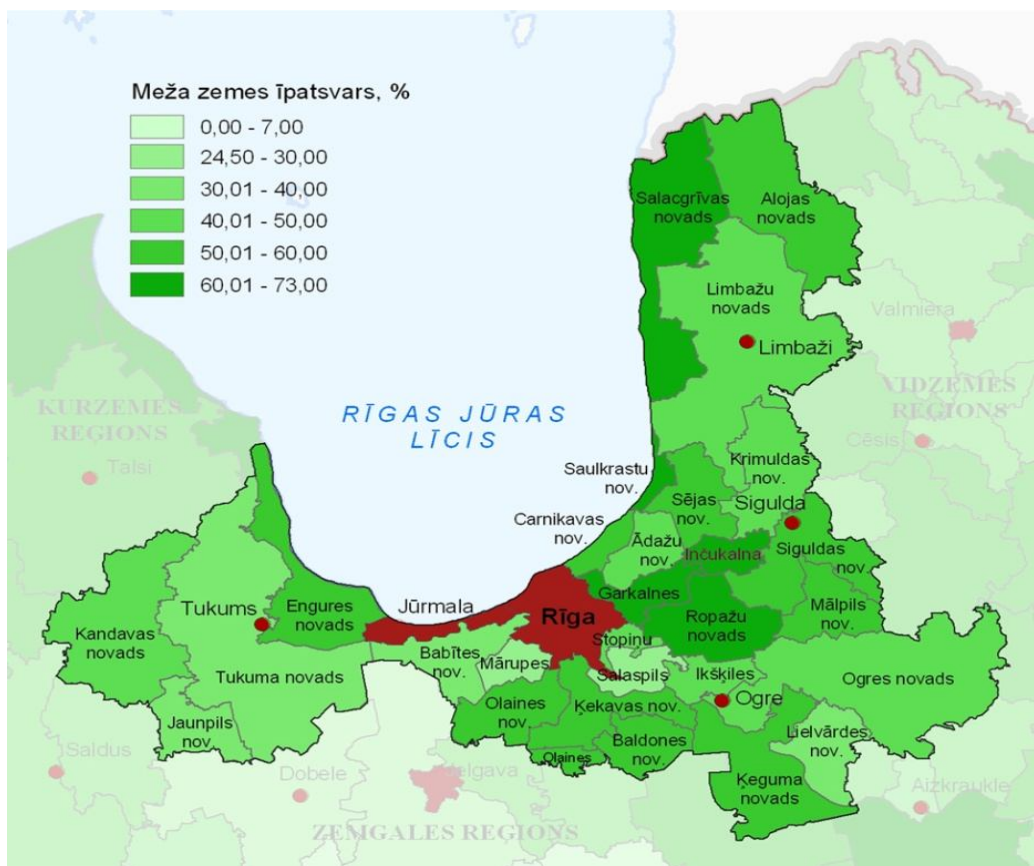 Meža zemes īpatsvars, %
0,00 - 7,00
24,50 - 30,00
30,01 - 40,00
40,01 - 50,00
50,01 - 60,00
60,01 - 73,00
Salacgrīvas
novads
Alojas
novads
Limbažu
novads
Valmiera
Limbaži
KURZEMES
REGIONS
Talsi
RĪGAS JŪRAS
LĪCIS
VIDZEMES
REGIONS
Cēsis
Saulkrastu
nov.
Krimuldas
nov.
Sējas
nov.
Sigulda
Carnikavas
nov.
Ādažu
nov.
Inčukalna
Siguldas
nov.
Garkalnes
Mālpils
nov.
Tukums
Engures
novads
Jūrmala
Rīga
Ropažu
novads
Kandavas
novads
Stopiņu
Babītes
nov.
Mārupes
Salaspils
Ikšķiles
Tukuma novads
Ogres novads
Ogre
Jaunpils
nov.
Olaines
nov.
Ķekavas nov.
Lielvārdes
nov.
Saldus
Baldones
nov.
Olaines
Dobele
Jelgava
Ķeguma
novads
Aizkraukle
ZEMGALES REGIONS